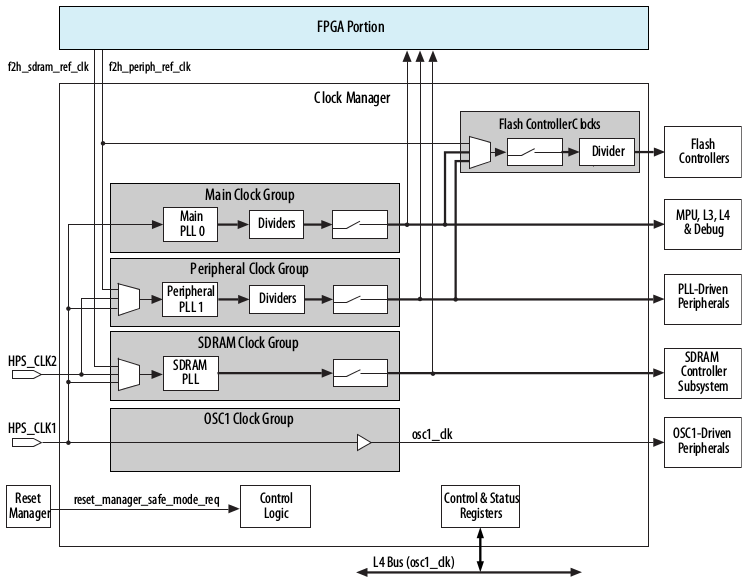 FPGA Portion
f2h_sdram_ref_clk
f2h_periph_ref_clk
Clock Manager
Flash Controller Clocks
Divider
Flash
Controllers
Main Clock Group
Main
PLL 0
Dividers
MPU, L3, L4
& Debug
Peripheral Clock Group
Peripheral
PLL 1
Dividers
PLL-Driven
Peripherals
SDRAM Clock Group
HPS_CLK2
SDRAM
PLL
SDRAM
Controller
Subsystem
OSC1 Clock Group
HPS_CLK1
osc1_clk
OSC1-Driven
Peripherals
Reset
Manager
reset_manager_safe_mode_req
Control
Logic
Control & Status
Registers
L4 Bus (osc1_clk)